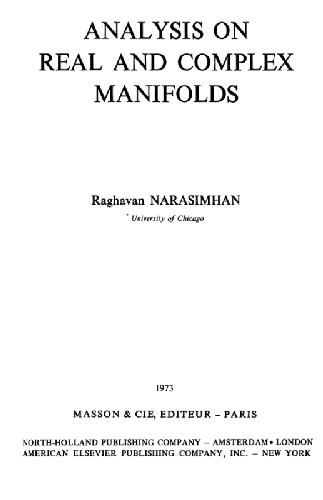 ANALYSIS ON
REAL AND COMPLEX
MANIFOLDS
Raghavan NARASIMHAN
University of Chicago
1973
MASSON & CIE, EDITEUR – PARIS
NORTH-HOLLAND PUBLISHING COMPANY – AMSTERDAM • LONDON
AMERICAN ELSEVIER PUBLISHING COMPANY, INC. – NEW YORK